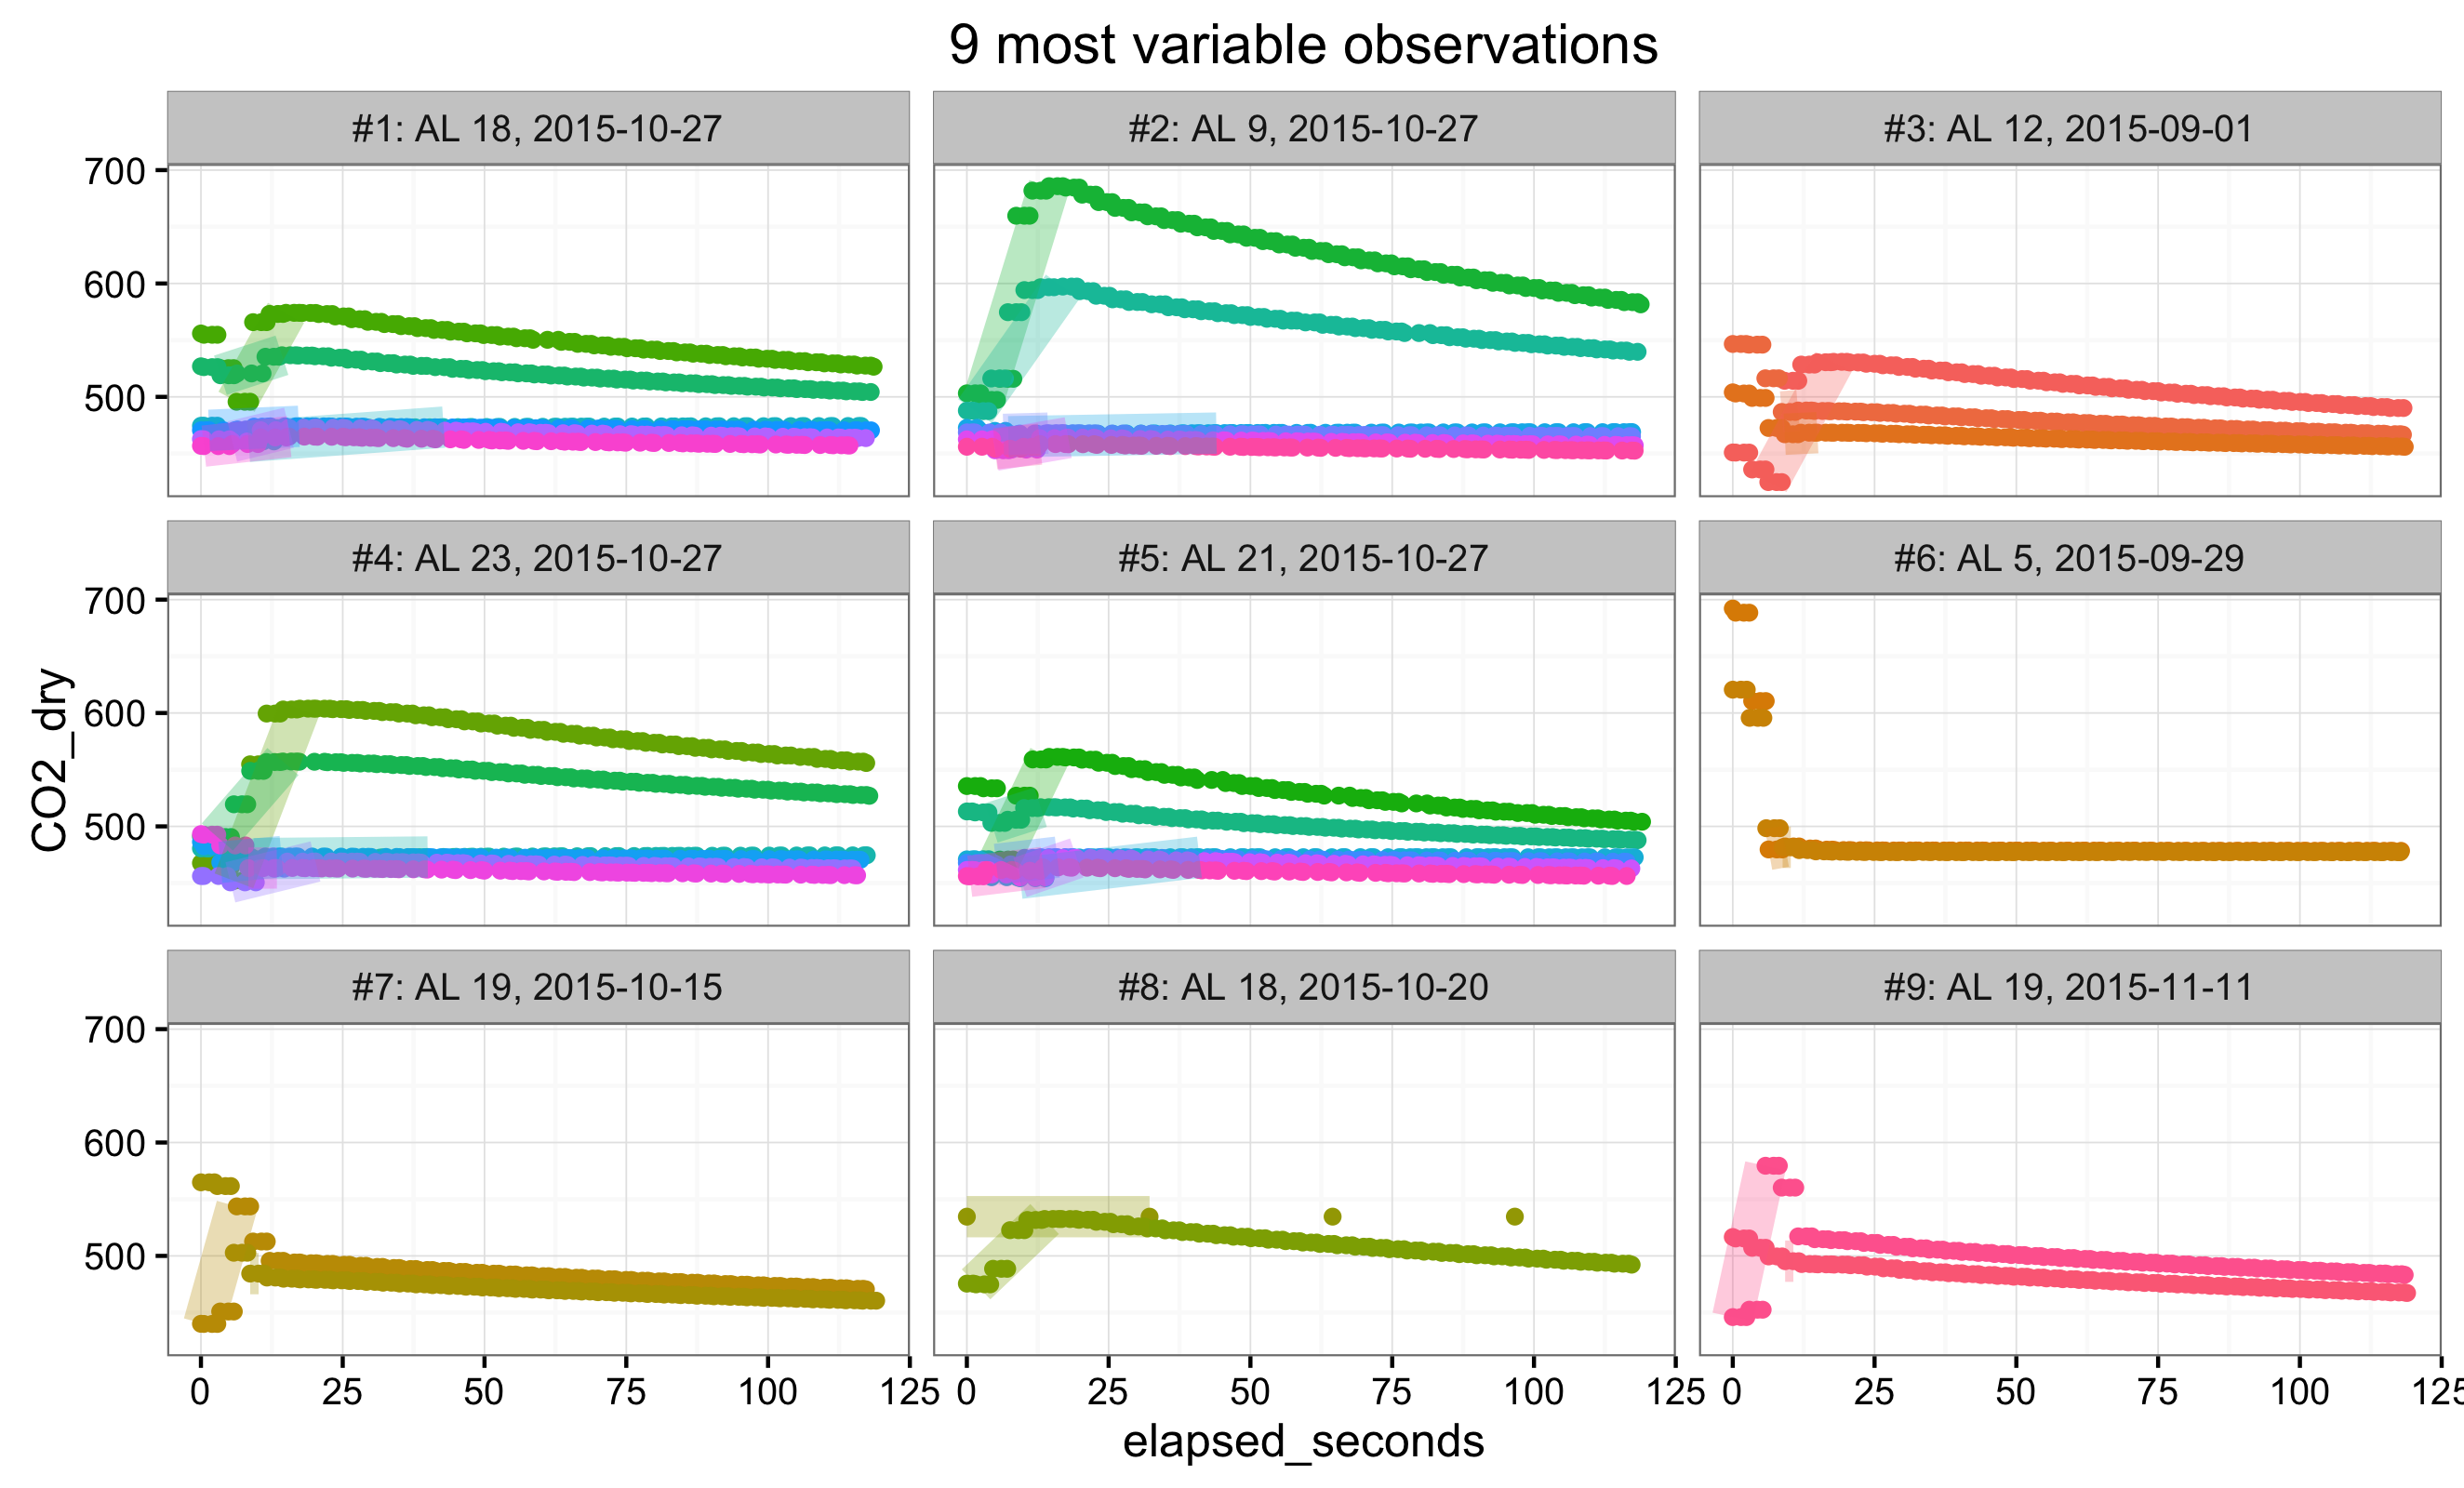 9 most variable observations
#1: AL 18, 2015-10-27
#2: AL 9, 2015-10-27
#3: AL 12, 2015-09-01
700
600
500
#4: AL 23, 2015-10-27
#5: AL 21, 2015-10-27
#6: AL 5, 2015-09-29
700
600
500
CO2_dry
#7: AL 19, 2015-10-15
#8: AL 18, 2015-10-20
#9: AL 19, 2015-11-11
700
600
500
0 25 50 75 100 125 0 25 50 75 100 125 0 25 50 75 100 125
elapsed_seconds